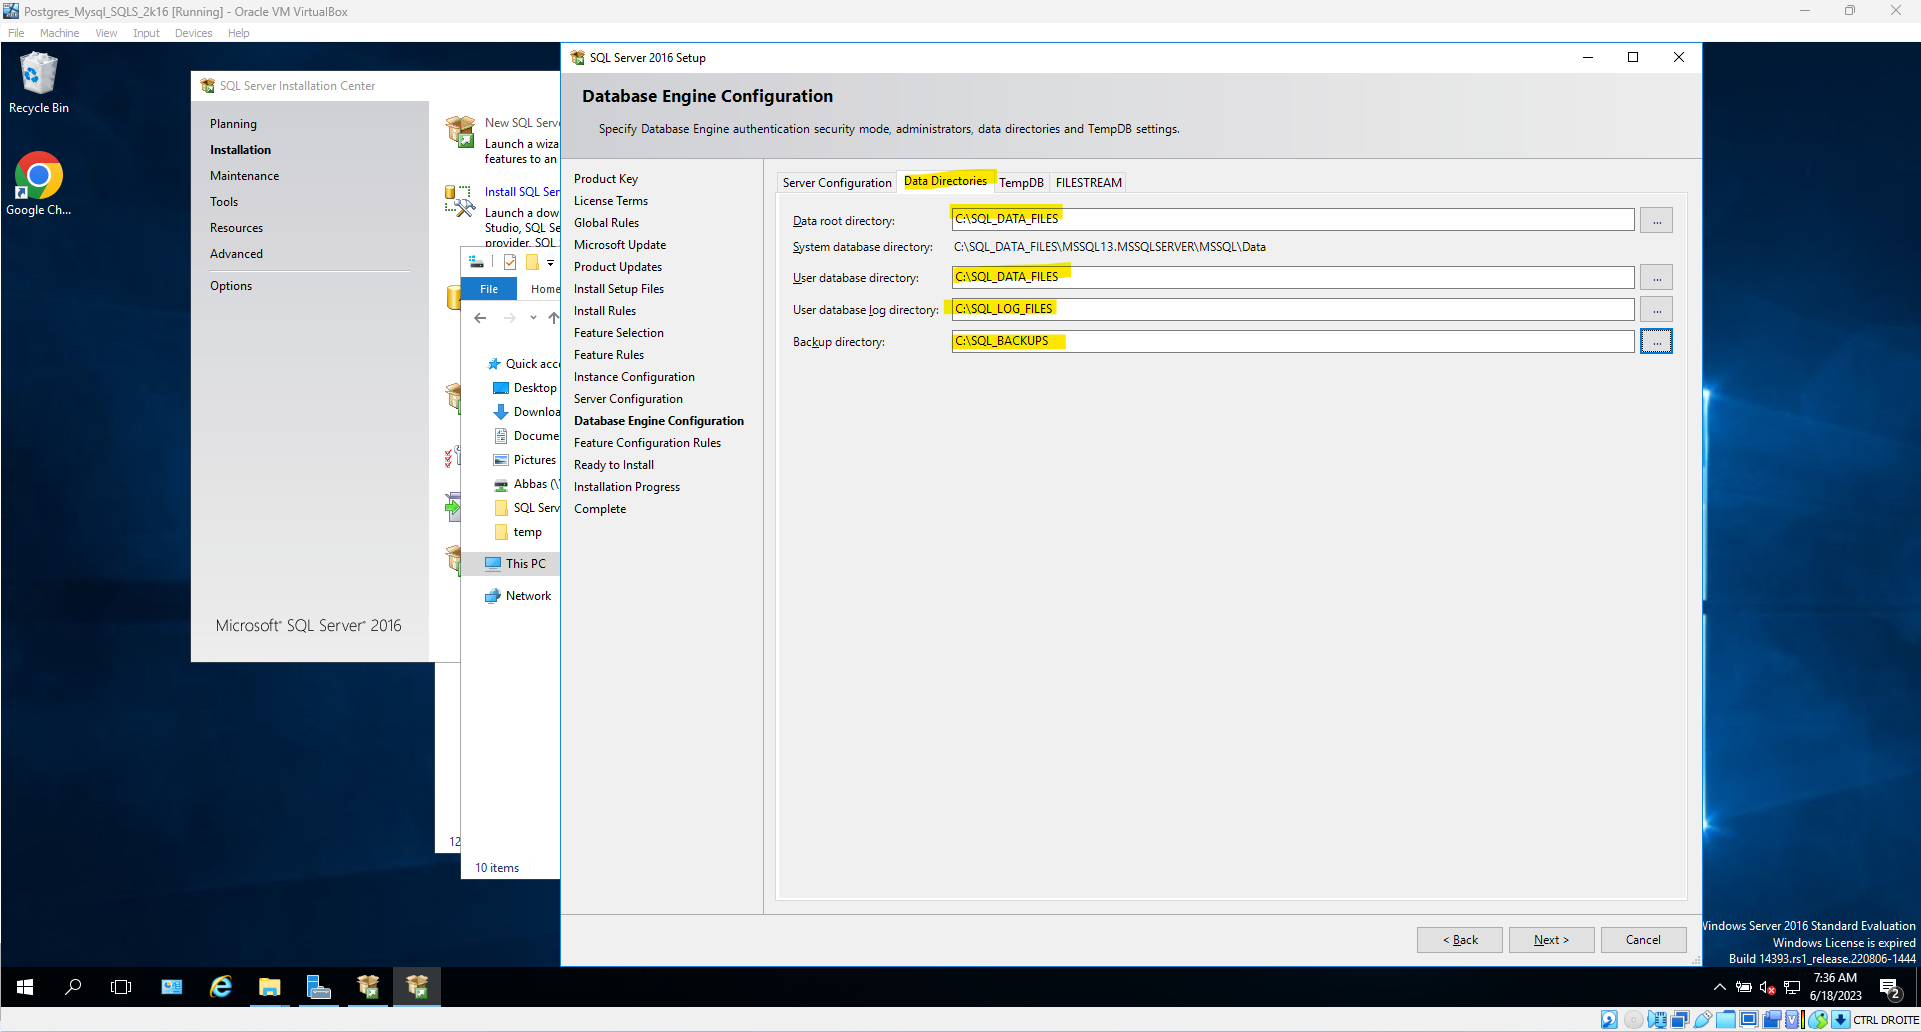 Postgres_Mysql_SQLS_2k16 [Running] - Oracle VM VirtualBox
File Machine View Input Devices Help
Recycle Bin
Google Ch...
SQL Server Installation Center
Planning
Installation
Maintenance
Tools
Resources
Advanced
Options
Microsoft SQL Server 2016
New SQL Serve
Launch a wiza
features to an
Install SQL Ser
Launch a dow
Studio, SQL Se
provider, SQL
File Home
Quick acc
Desktop
Downloa
Docume
Pictures
Abbas (\\
SQL Serv
temp
This PC
Network
12
10 items
SQL Server 2016 Setup
Database Engine Configuration
Specify Database Engine authentication security mode, administrators, data directories and TempDB settings.
Product Key
License Terms
Global Rules
Microsoft Update
Product Updates
Install Setup Files
Install Rules
Feature Selection
Feature Rules
Instance Configuration
Server Configuration
Database Engine Configuration
Feature Configuration Rules
Ready to Install
Installation Progress
Complete
Server Configuration Data Directories TempDB FILESTREAM
Data root directory: C:\SQL_DATA_FILES ...
System database directory: C:\SQL_DATA_FILES\MSSQL13.MSSQLSERVER\MSSQL\Data
User database directory: C:\SQL_DATA_FILES ...
User database log directory: C:\SQL_LOG_FILES ...
Backup directory: C:\SQL_BACKUPS ...
< Back Next > Cancel
Windows Server 2016 Standard Evaluation
Windows License is expired
Build 14393.rs1_release.220806-1444
7:36 AM
6/18/2023
2
CTRL DROITE